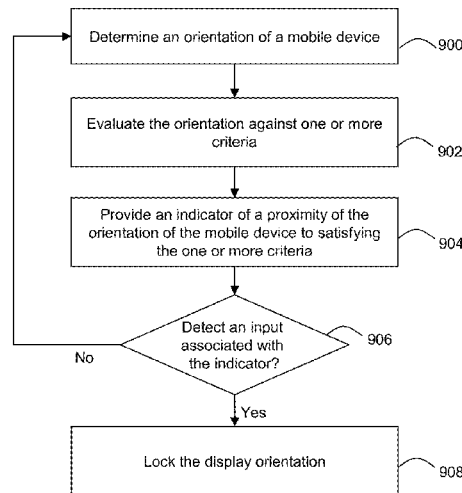 Determine an orientation of a mobile device
900
Evaluate the orientation against one or more
criteria
902
Provide an indicator of a proximity of the
orientation of the mobile device to satisfying
the one or more criteria
904
Detect an input
associated with
the indicator?
906
No
Yes
Lock the display orientation
908